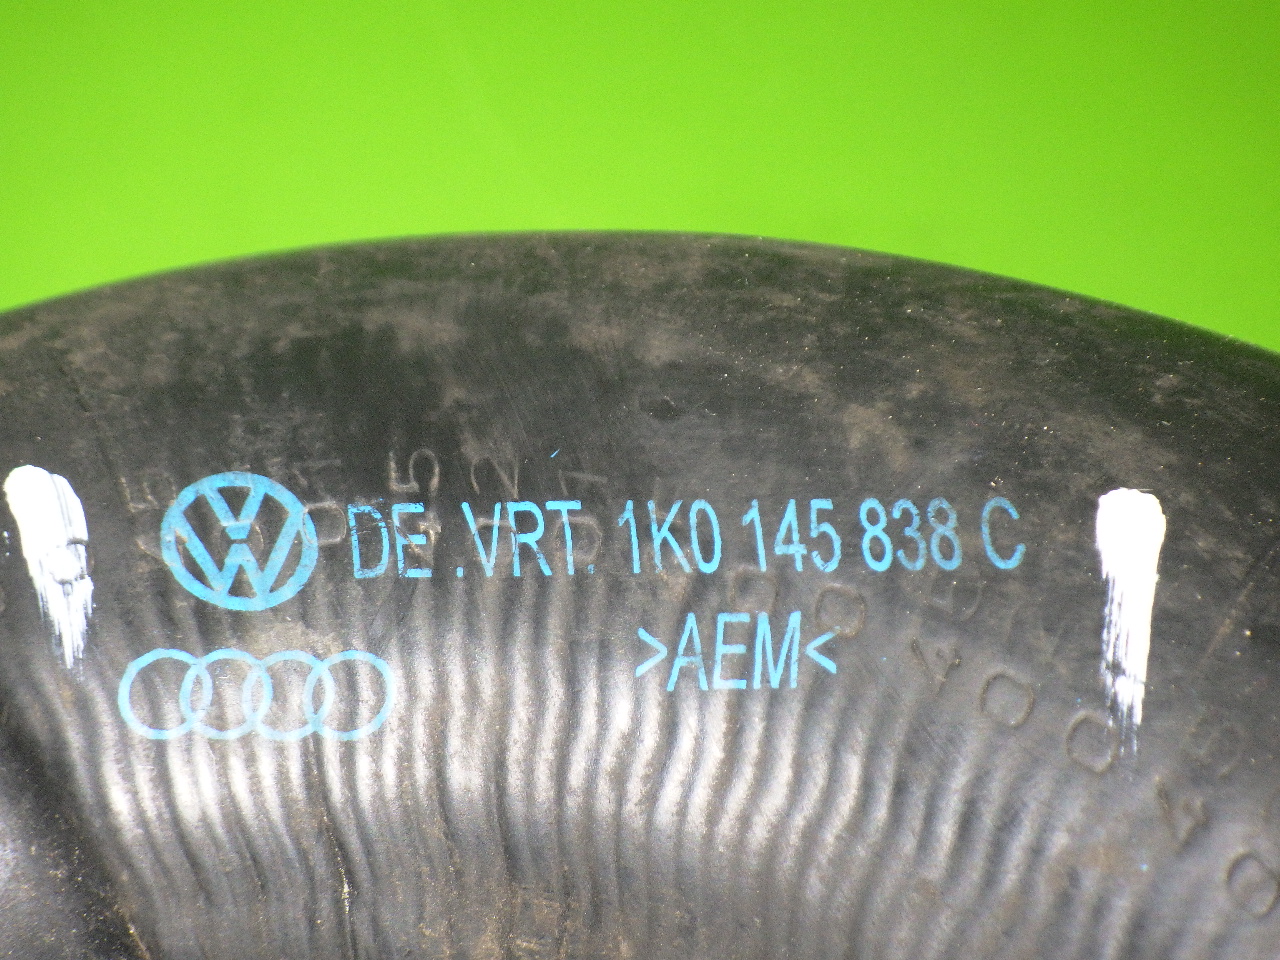 DE .VRT. 1K0 145 838 C
>AEM<